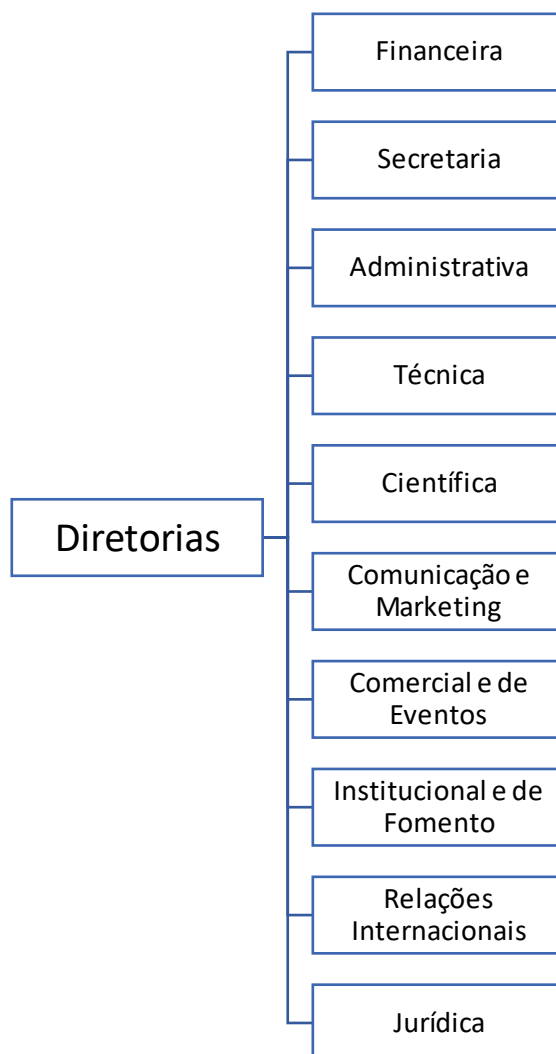 Financeira
Secretaria
Administrativa
Técnica
Científica
Diretorias
Comunicação e
Marketing
Comercial e de
Eventos
Institucional e de
Fomento
Relações
Internacionais
Jurídica